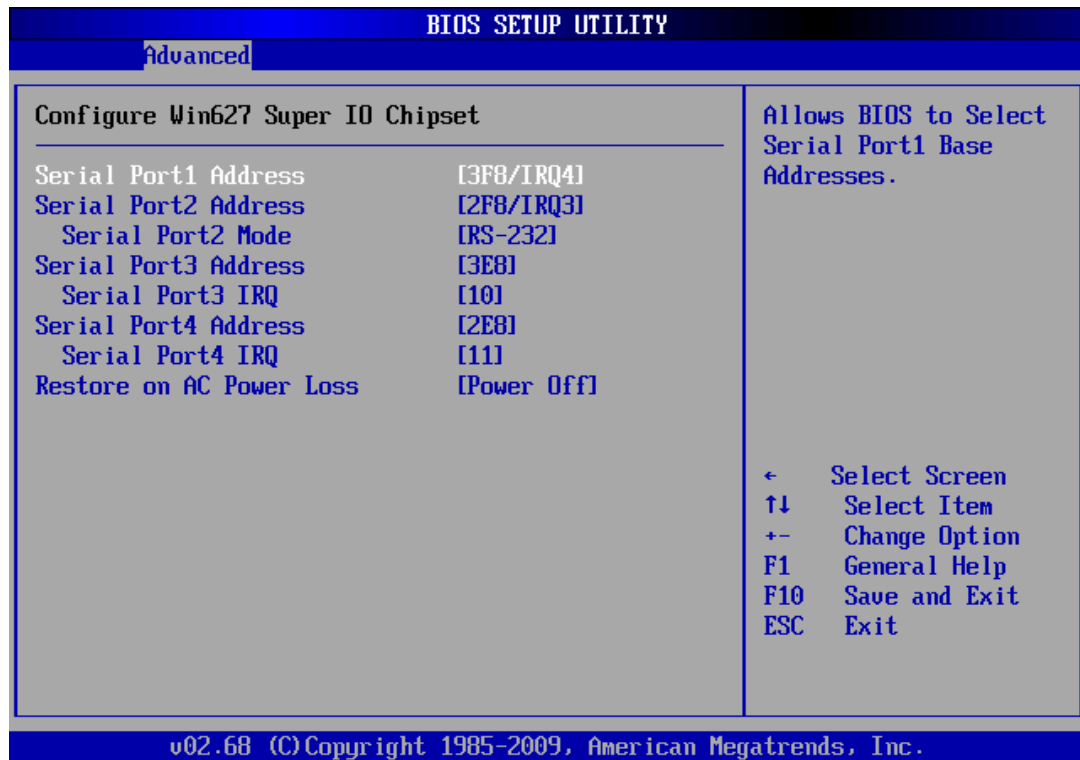 BIOS SETUP UTILITY
Advanced
Configure Win627 Super IO Chipset
Serial Port1 Address [3F8/IRQ4]
Serial Port2 Address [2F8/IRQ3]
Serial Port2 Mode [RS-232]
Serial Port3 Address [3E8]
Serial Port3 IRQ [10]
Serial Port4 Address [2E8]
Serial Port4 IRQ [11]
Restore on AC Power Loss [Power Off]
Allows BIOS to Select
Serial Port1 Base
Addresses.
← Select Screen
↑↓ Select Item
+- Change Option
F1 General Help
F10 Save and Exit
ESC Exit
v02.68 (C)Copyright 1985-2009, American Megatrends, Inc.